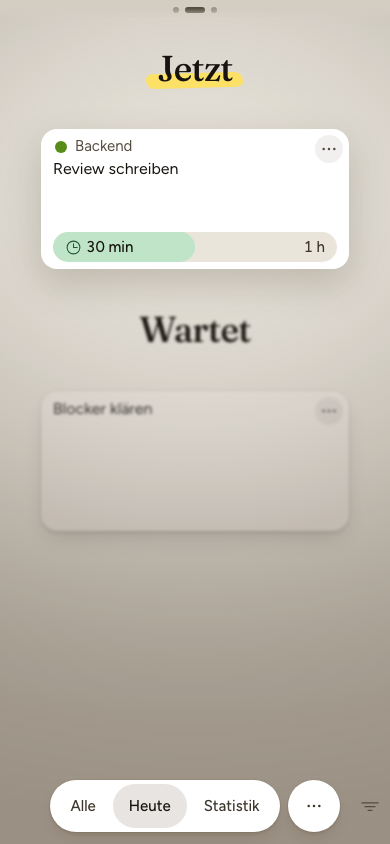 Jetzt
Backend
Review schreiben
30 min
1 h
Wartet
Blocker klären
Alle
Heute
Statistik